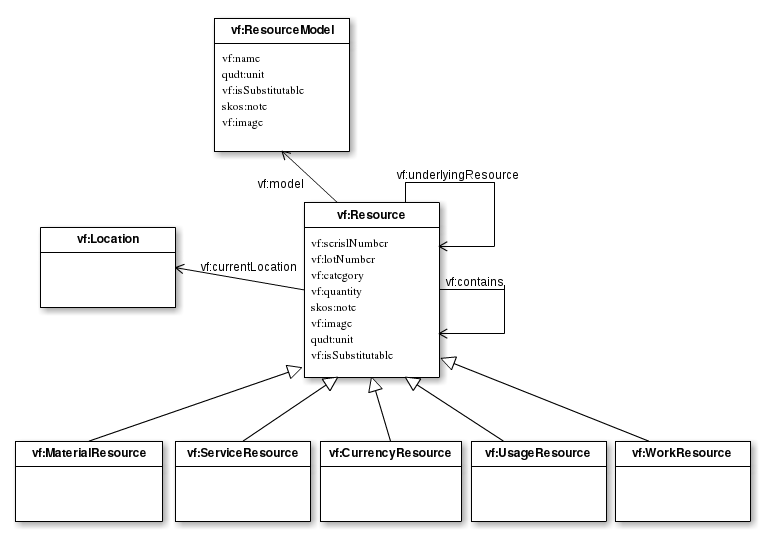 vf:ResourceModel
vf:name
qudt:unit
vf:isSubstitutable
skos:note
vf:image
vf:model
vf:underlyingResource
vf:Resource
vf:serislNumber
vf:lotNumber
vf:category
vf:quantity
skos:note
vf:image
qudt:unit
vf:isSubstitutable
vf:Location
vf:currentLocation
vf:contains
vf:MaterialResource
vf:ServiceResource
vf:CurrencyResource
vf:UsageResource
vf:WorkResource